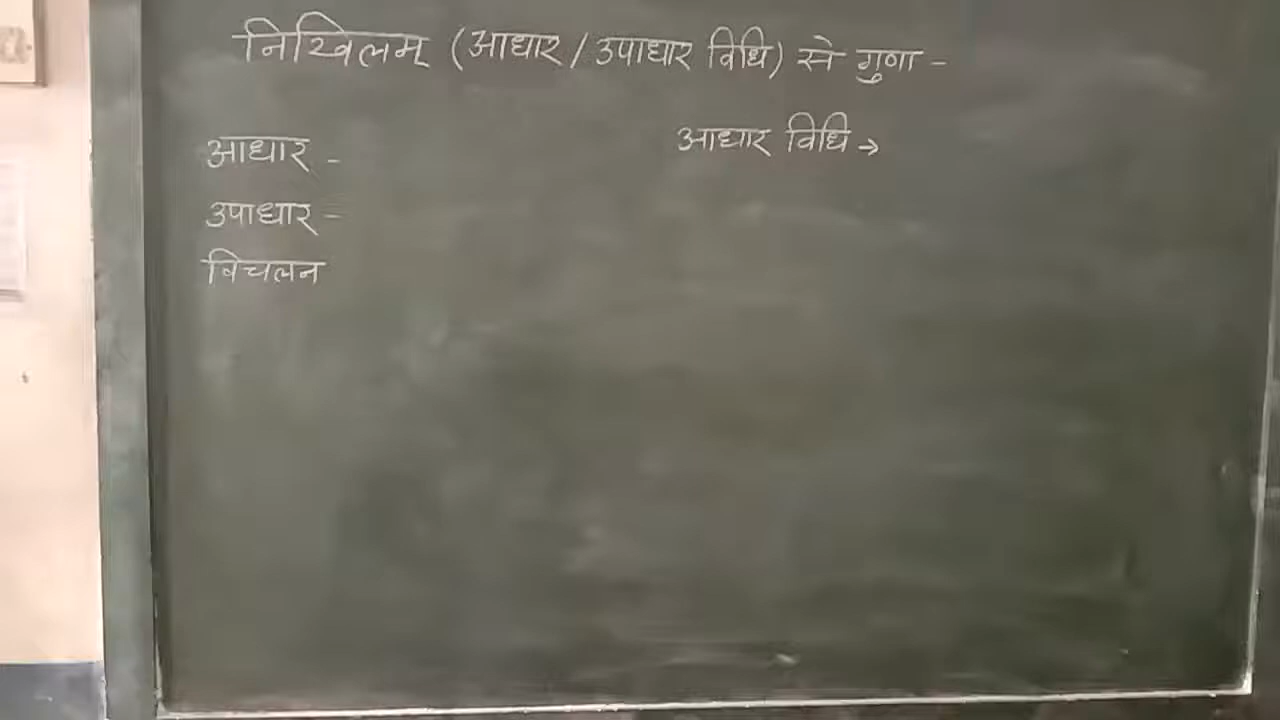 निखिलम् (आधार / उपाधार विधि) से गुणा -
आधार -
उपाधार -
विचलन
आधार विधि →